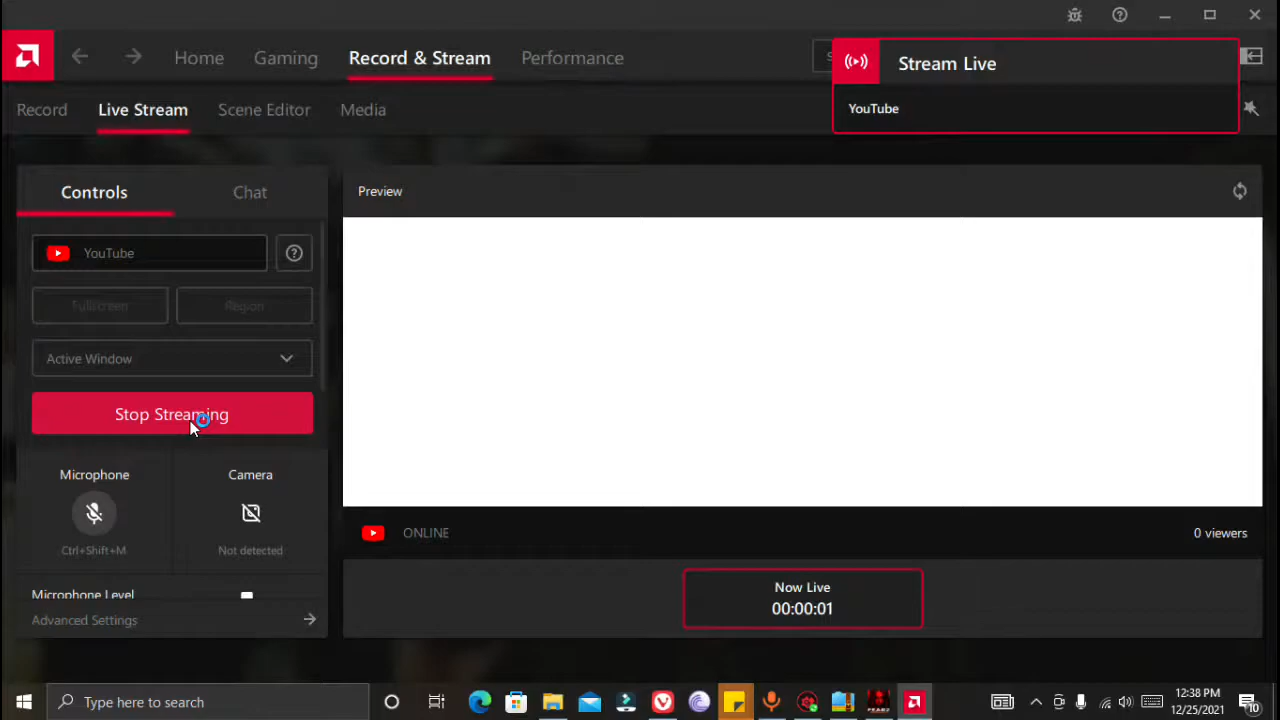 Home
Gaming
Record & Stream
Performance
Stream Live
YouTube
Record
Live Stream
Scene Editor
Media
Controls
Chat
YouTube
Fullscreen
Region
Active Window
Stop Streaming
Microphone
Camera
Ctrl+Shift+M
Not detected
Microphone Level
Advanced Settings
Preview
ONLINE
0 viewers
Now Live
00:00:01
Type here to search
12:38 PM
12/25/2021
10